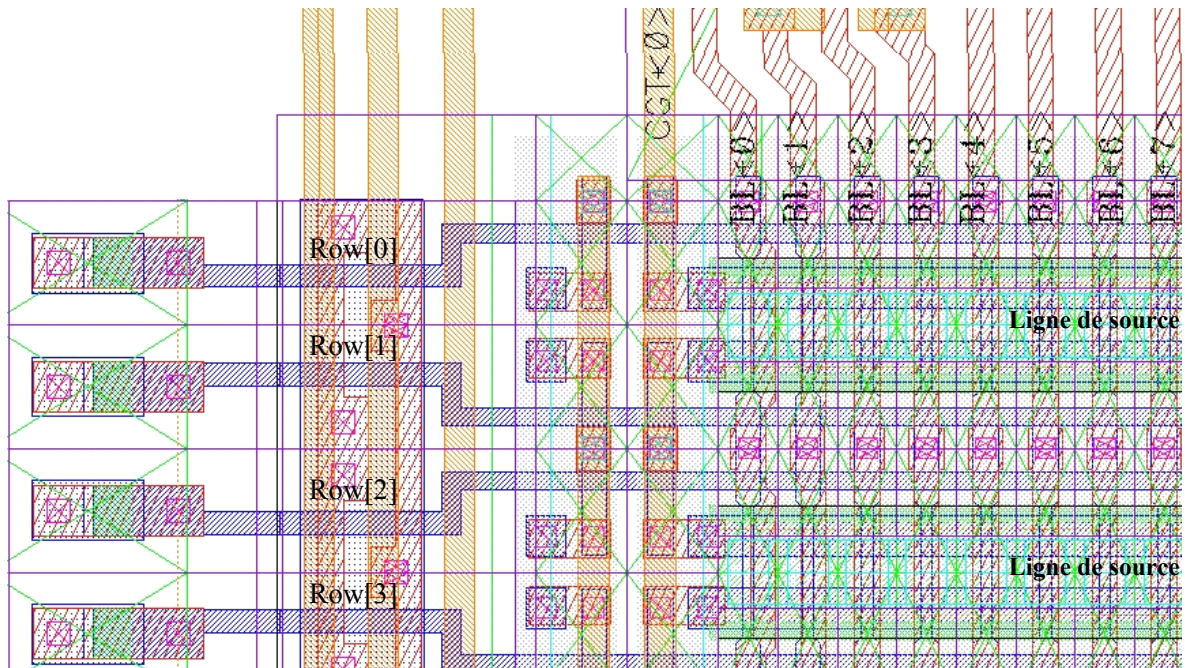 CGT<0>
BL<0>
BL<1>
BL<2>
BL<3>
BL<4>
BL<5>
BL<6>
BL<7>
Row[0]
Ligne de source
Row[1]
Row[2]
Ligne de source
Row[3]